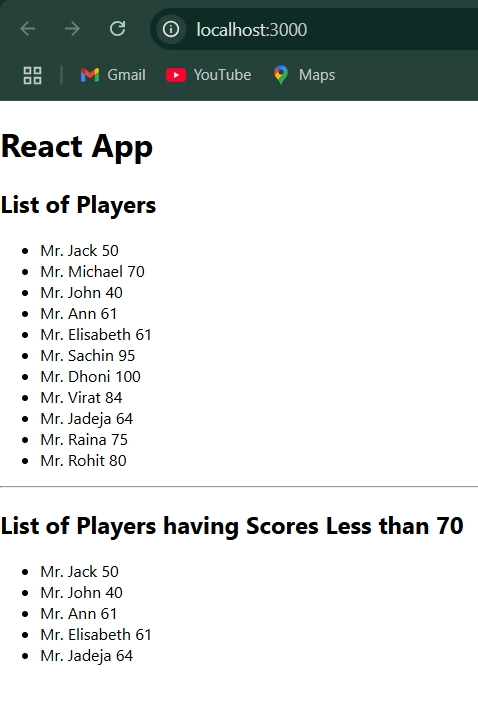 localhost:3000
Gmail YouTube Maps
React App
List of Players
Mr. Jack 50
Mr. Michael 70
Mr. John 40
Mr. Ann 61
Mr. Elisabeth 61
Mr. Sachin 95
Mr. Dhoni 100
Mr. Virat 84
Mr. Jadeja 64
Mr. Raina 75
Mr. Rohit 80
List of Players having Scores Less than 70
Mr. Jack 50
Mr. John 40
Mr. Ann 61
Mr. Elisabeth 61
Mr. Jadeja 64